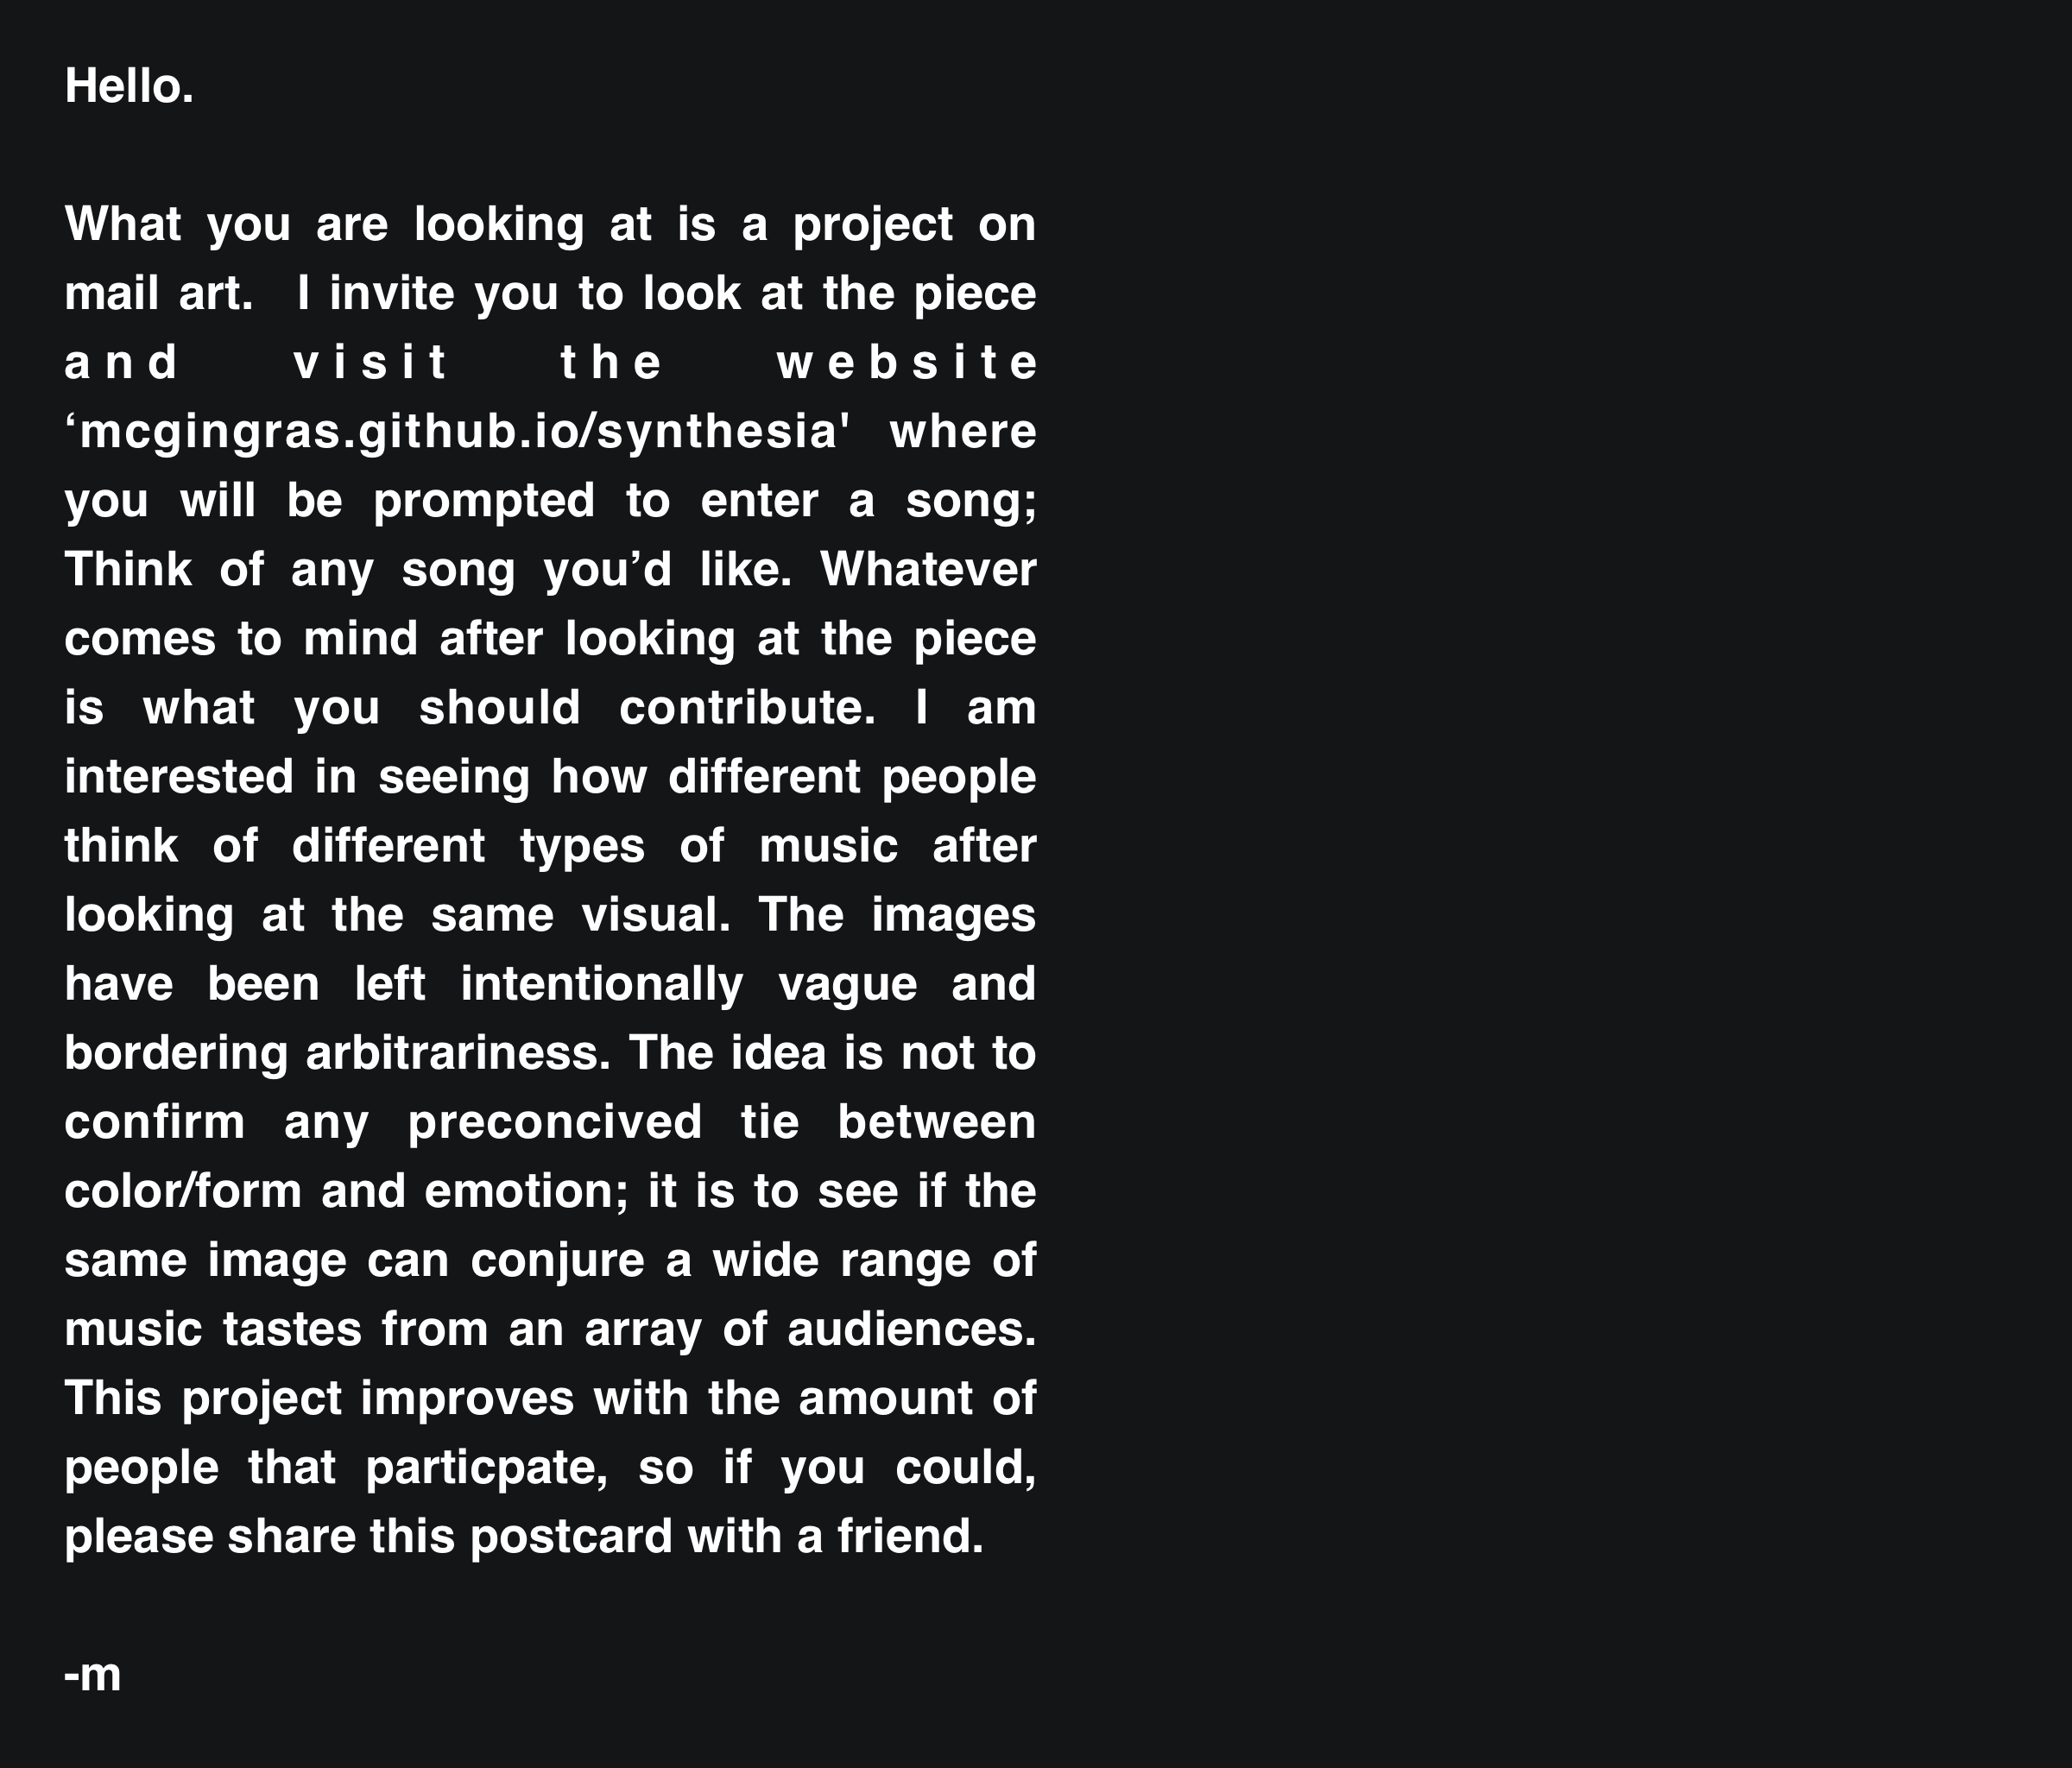 Hello.
What you are looking at is a project on
mail art.  I invite you to look at the piece
and visit the website
‘mcgingras.github.io/synthesia' where
you will be prompted to enter a song;
Think of any song you’d like. Whatever
comes to mind after looking at the piece
is what you should contribute. I am
interested in seeing how different people
think of different types of music after
looking at the same visual. The images
have been left intentionally vague and
bordering arbitrariness. The idea is not to
confirm any preconcived tie between
color/form and emotion; it is to see if the
same image can conjure a wide range of
music tastes from an array of audiences.
This project improves with the amount of
people that particpate, so if you could,
please share this postcard with a friend.
-m